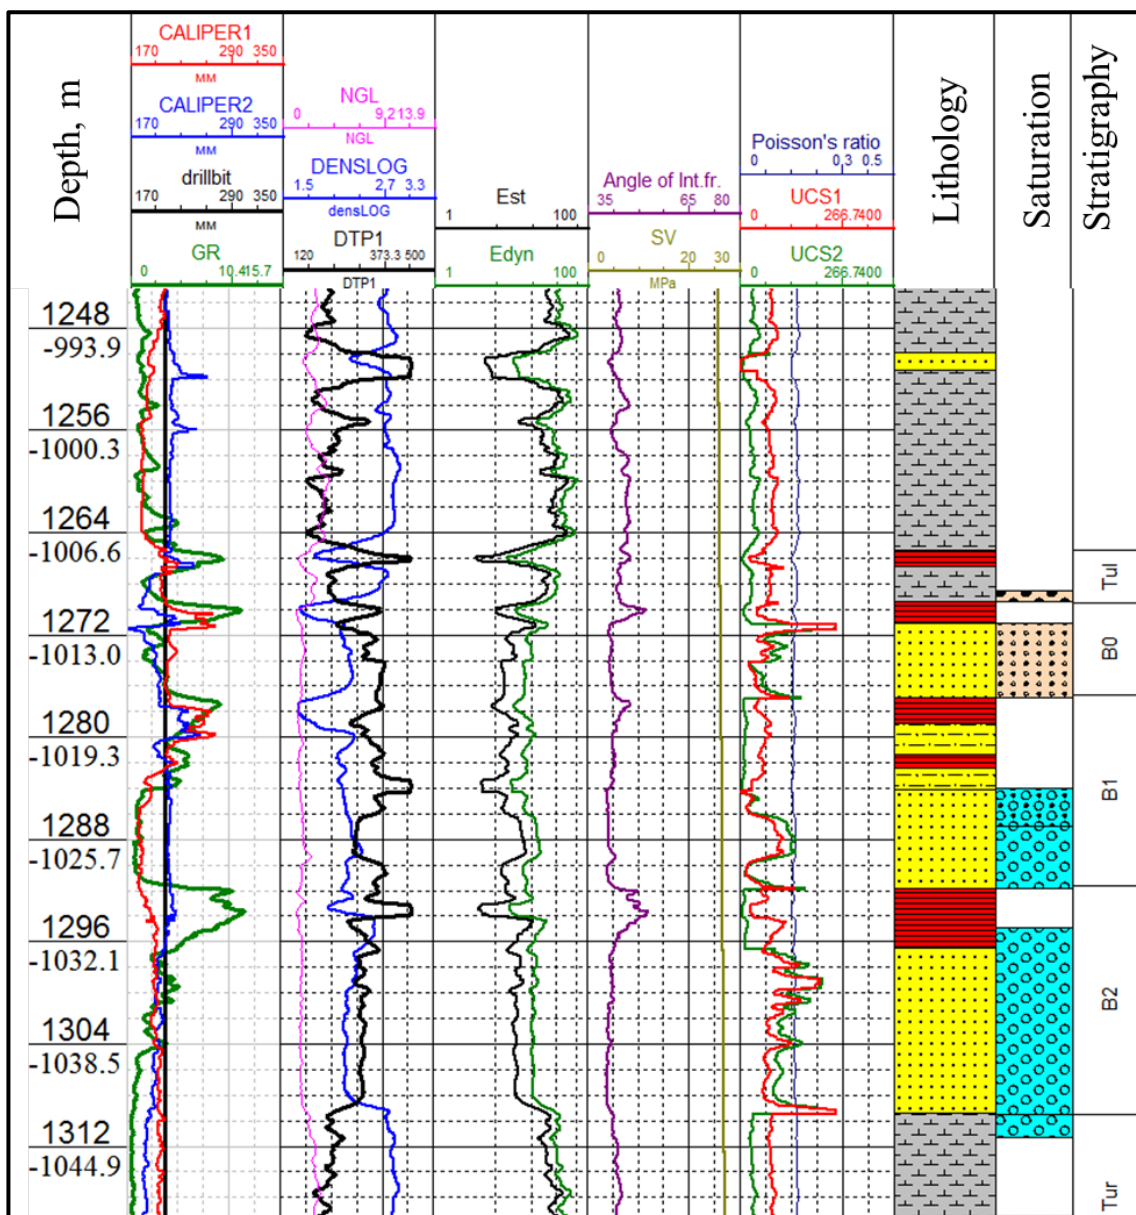 Depth, m
CALIPER1
170 290 350
MM
CALIPER2
170 290 350
MM
drillbit
170 290 350
MM
GR
0 10.415.7
NGL
0 9,213.9
NGL
DENSLOG
1.5 2,7 3.3
densLOG
DTP1
120 373.3 500
DTP1
Est
1 100
Edyn
1 100
Angle of Int.fr.
35 65 80
SV
0 20 30
MPa
Poisson's ratio
0 0,3 0.5
UCS1
0 266.7400
UCS2
0 266.7400
Lithology
Saturation
Stratigraphy
1248
-993.9
1256
-1000.3
1264
-1006.6
1272
-1013.0
1280
-1019.3
1288
-1025.7
1296
-1032.1
1304
-1038.5
1312
-1044.9
Tul
B0
B1
B2
Tur